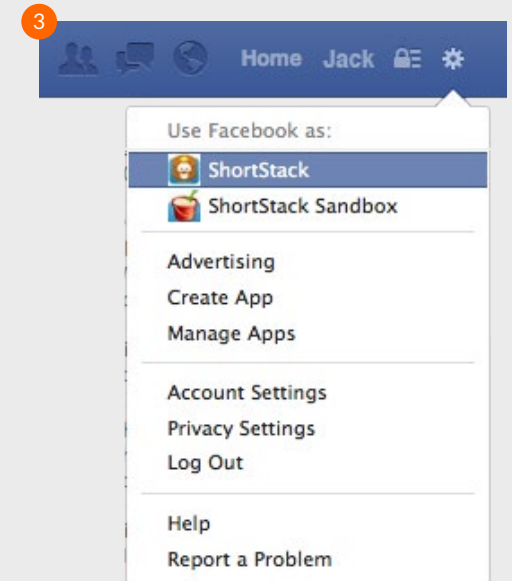 3
Home Jack
Use Facebook as:
ShortStack
ShortStack Sandbox
Advertising
Create App
Manage Apps
Account Settings
Privacy Settings
Log Out
Help
Report a Problem